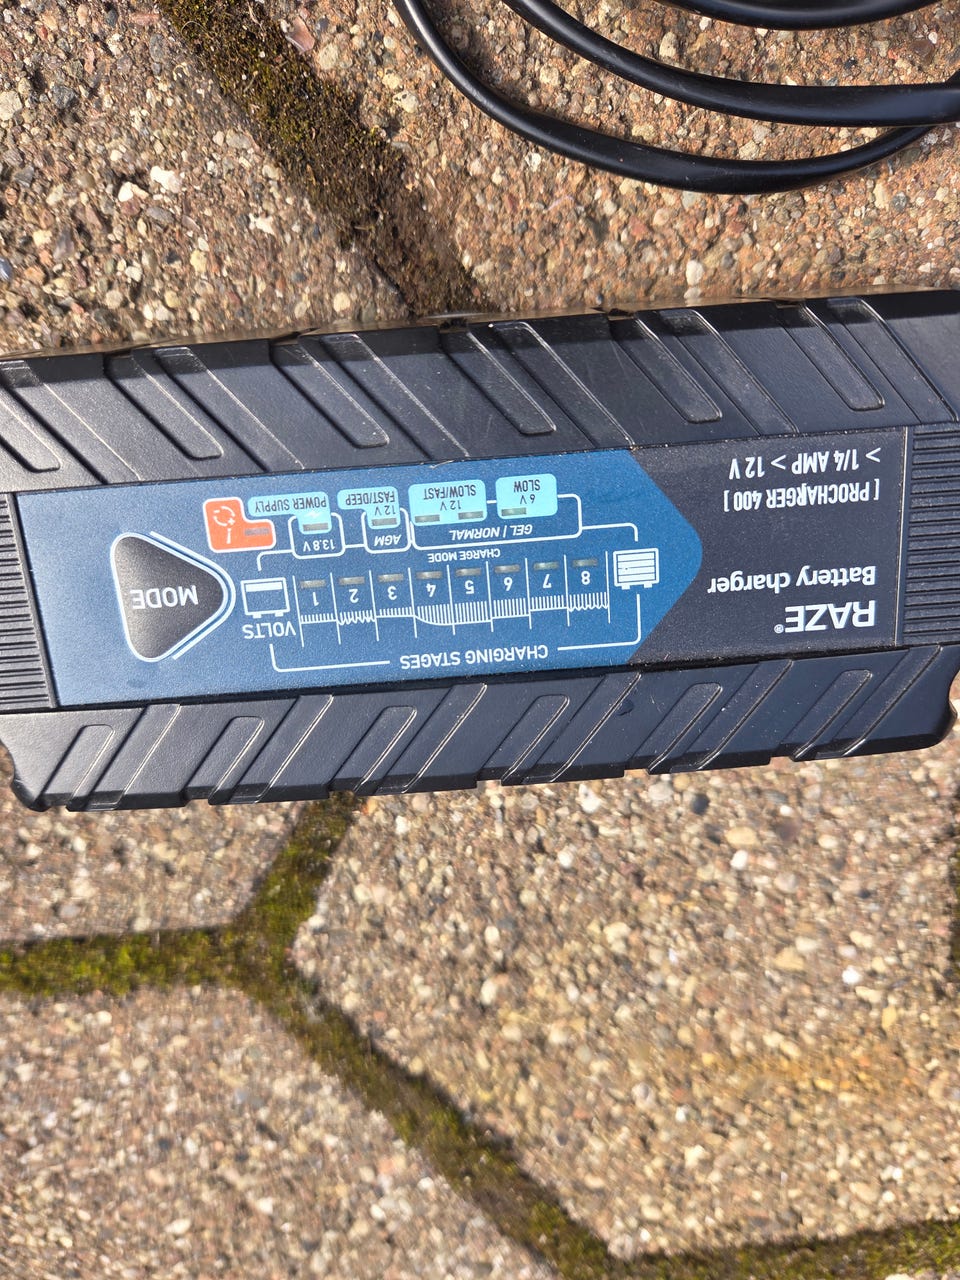 RAZE®
Battery charger
[ PROCHARGER 400 ]
> 1/4 AMP > 12 V
CHARGING STAGES
VOLTS
1 2 3 4 5 6 7 8
CHARGE MODE
13.8 V
POWER SUPPLY
AGM
12 V
FAST/DEEP
GEL | NORMAL
12 V
SLOW/FAST
6 V
SLOW
MODE